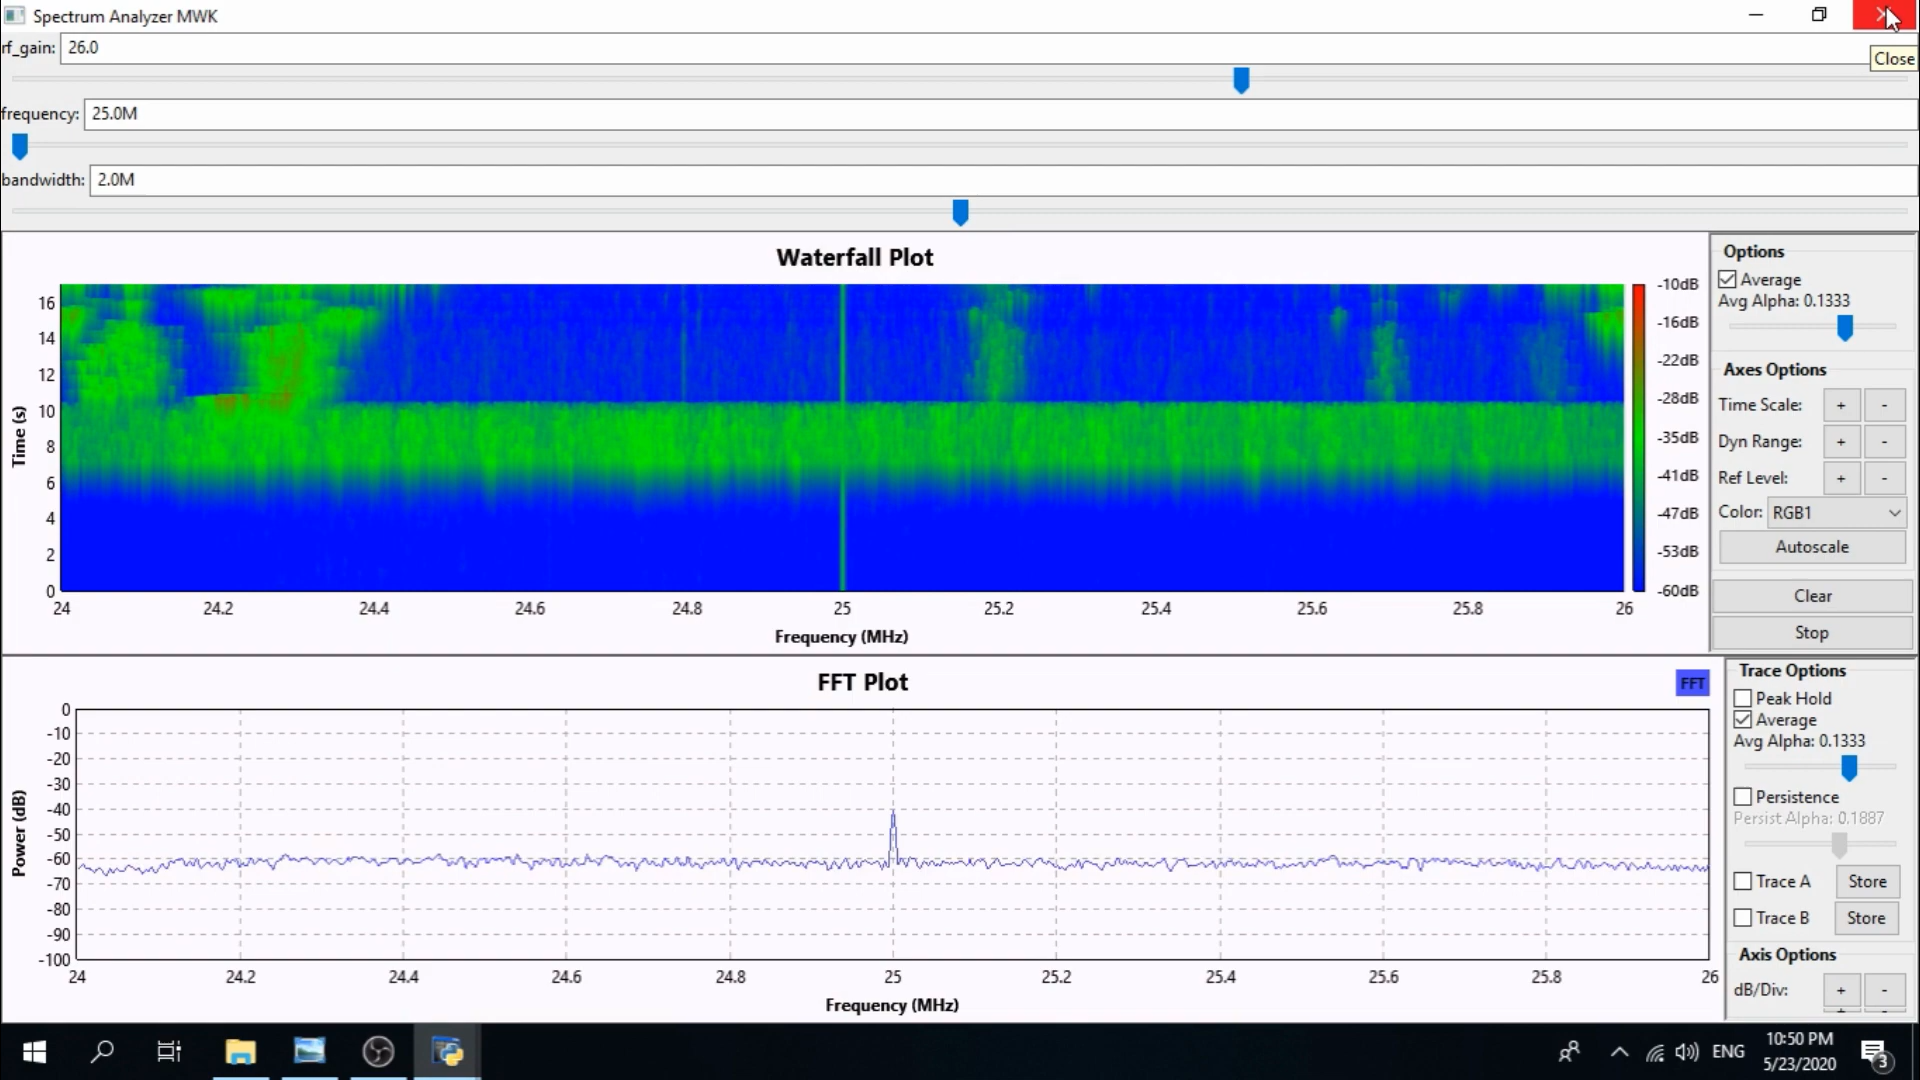 Spectrum Analyzer MWK
Close
rf_gain: 26.0
frequency: 25.0M
bandwidth: 2.0M
Waterfall Plot
Time (s)
16
14
12
10
8
6
4
2
0
24 24.2 24.4 24.6 24.8 25 25.2 25.4 25.6 25.8 26
Frequency (MHz)
-10dB
-16dB
-22dB
-28dB
-35dB
-41dB
-47dB
-53dB
-60dB
Options
Average
Avg Alpha: 0.1333
Axes Options
Time Scale: + -
Dyn Range: + -
Ref Level: + -
Color: RGB1
Autoscale
Clear
Stop
FFT Plot
FFT
Power (dB)
0
-10
-20
-30
-40
-50
-60
-70
-80
-90
-100
24 24.2 24.4 24.6 24.8 25 25.2 25.4 25.6 25.8 26
Frequency (MHz)
Trace Options
Peak Hold
Average
Avg Alpha: 0.1333
Persistence
Persist Alpha: 0.1887
Trace A Store
Trace B Store
Axis Options
dB/Div: + -
ENG
10:50 PM
5/23/2020
3